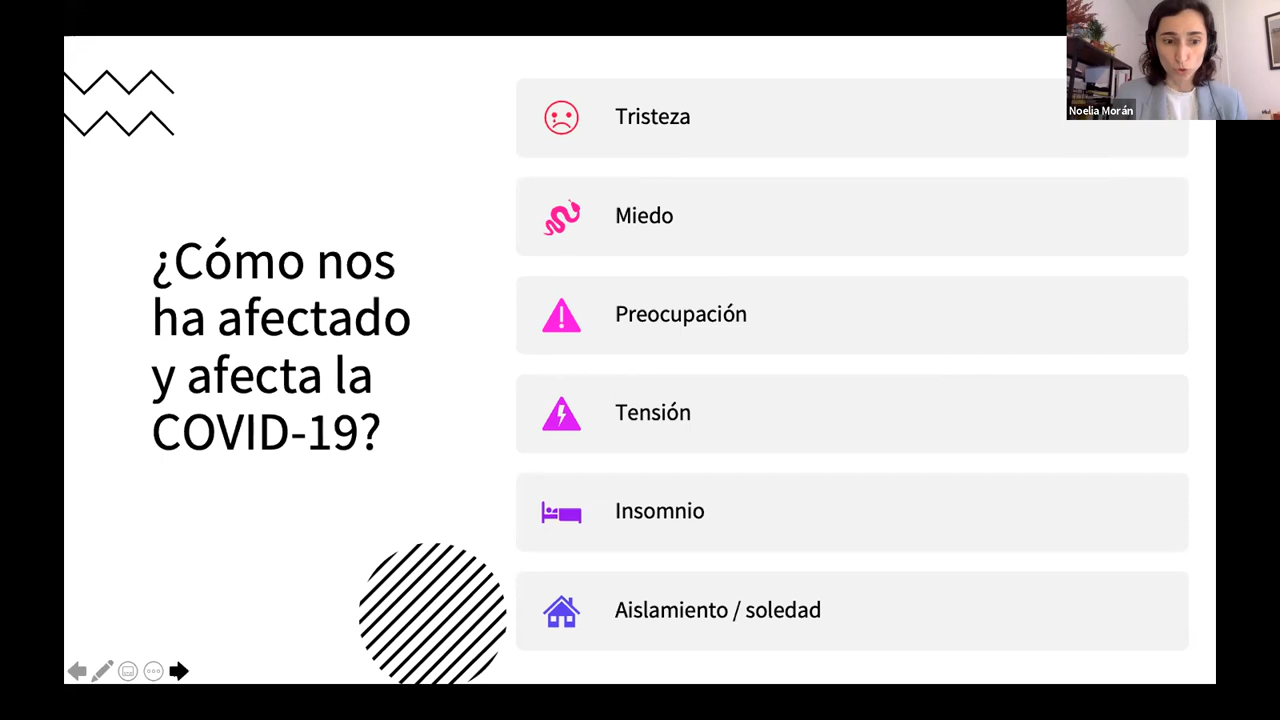 ¿Cómo nos
ha afectado
y afecta la
COVID-19?
Tristeza
Miedo
Preocupación
Tensión
Insomnio
Aislamiento / soledad
Noelia Morán